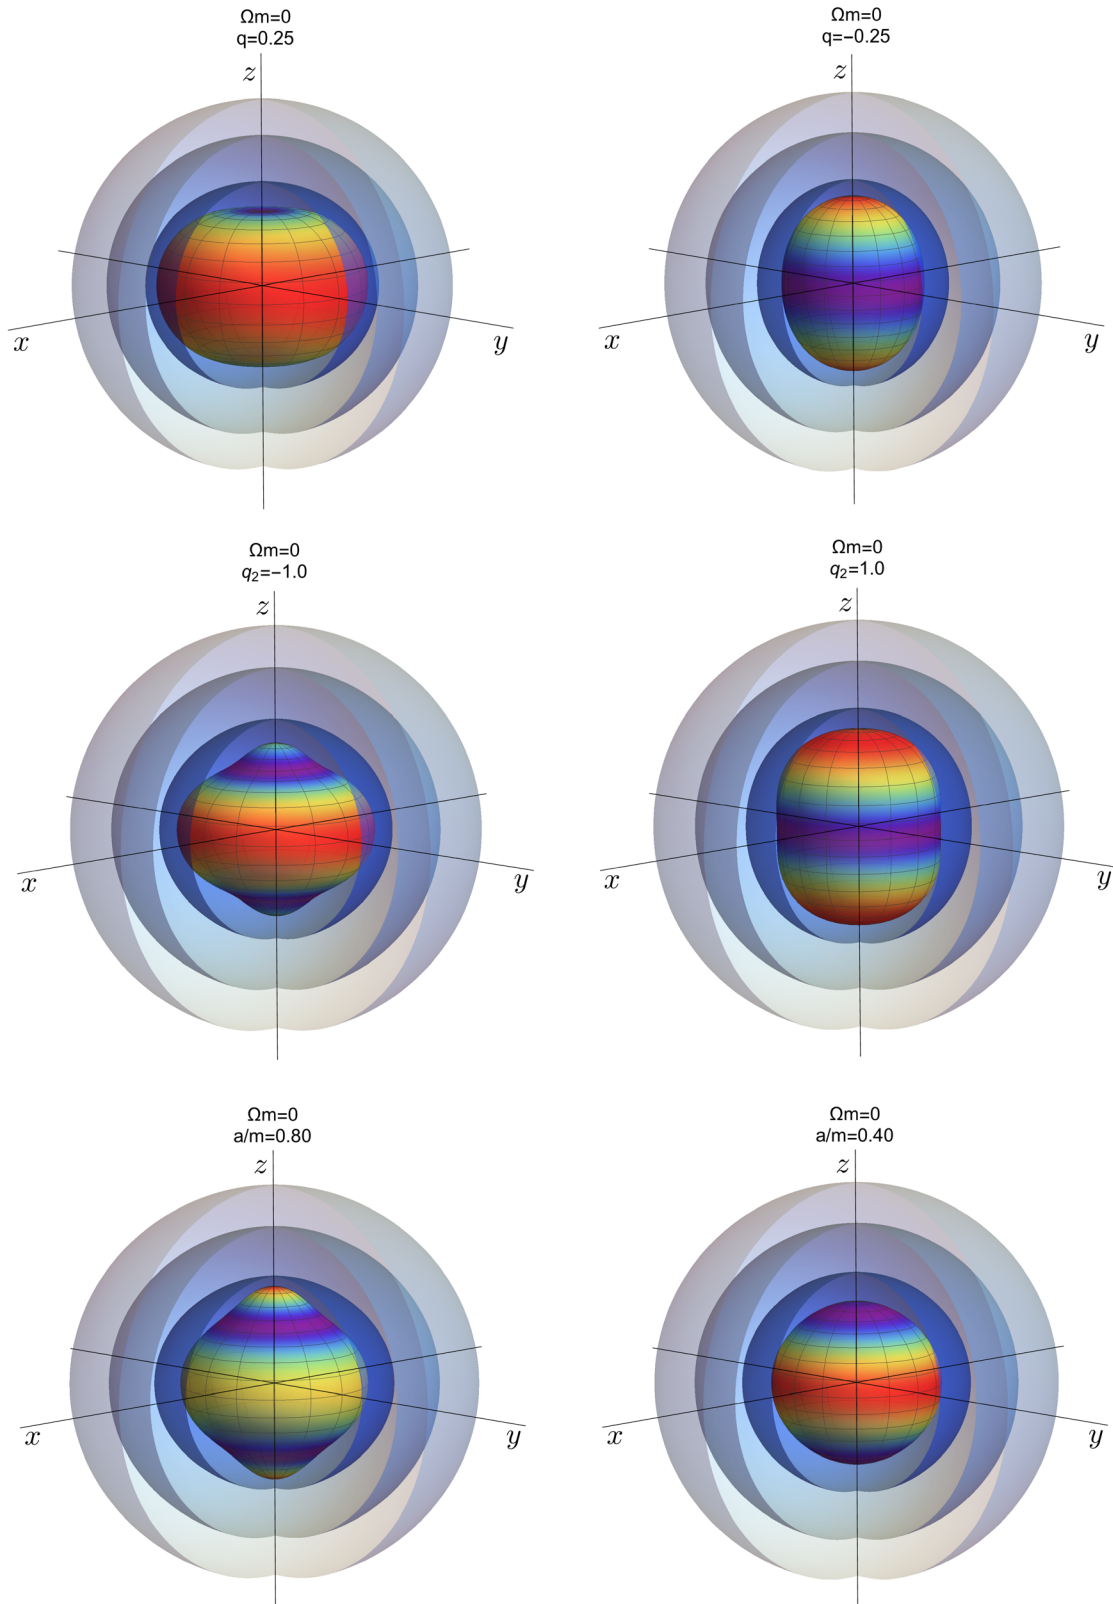 Ωm=0
q=0.25
z
x
y
Ωm=0
q=−0.25
z
x
y
Ωm=0
q₂=−1.0
z
x
y
Ωm=0
q₂=1.0
z
x
y
Ωm=0
a/m=0.80
z
x
y
Ωm=0
a/m=0.40
z
x
y